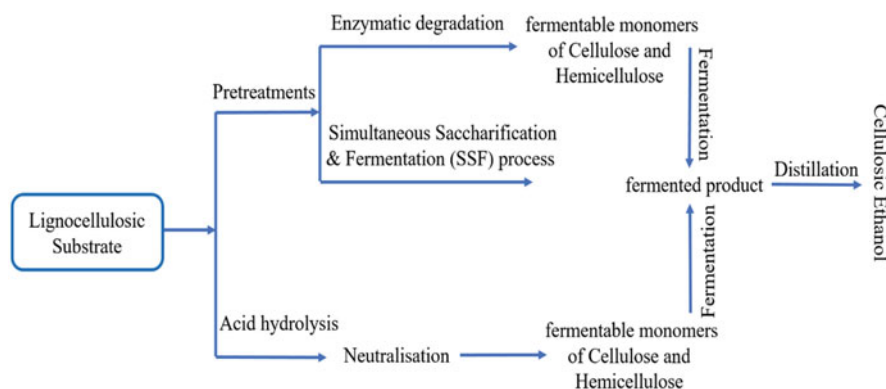 Enzymatic degradation
fermentable monomers
of Cellulose and
Hemicellulose
Fermentation
Pretreatments
Simultaneous Saccharification
& Fermentation (SSF) process
Cellulosic Ethanol
Distillation
fermented product
Lignocellulosic
Substrate
Fermentation
Acid hydrolysis
Neutralisation
fermentable monomers
of Cellulose and
Hemicellulose